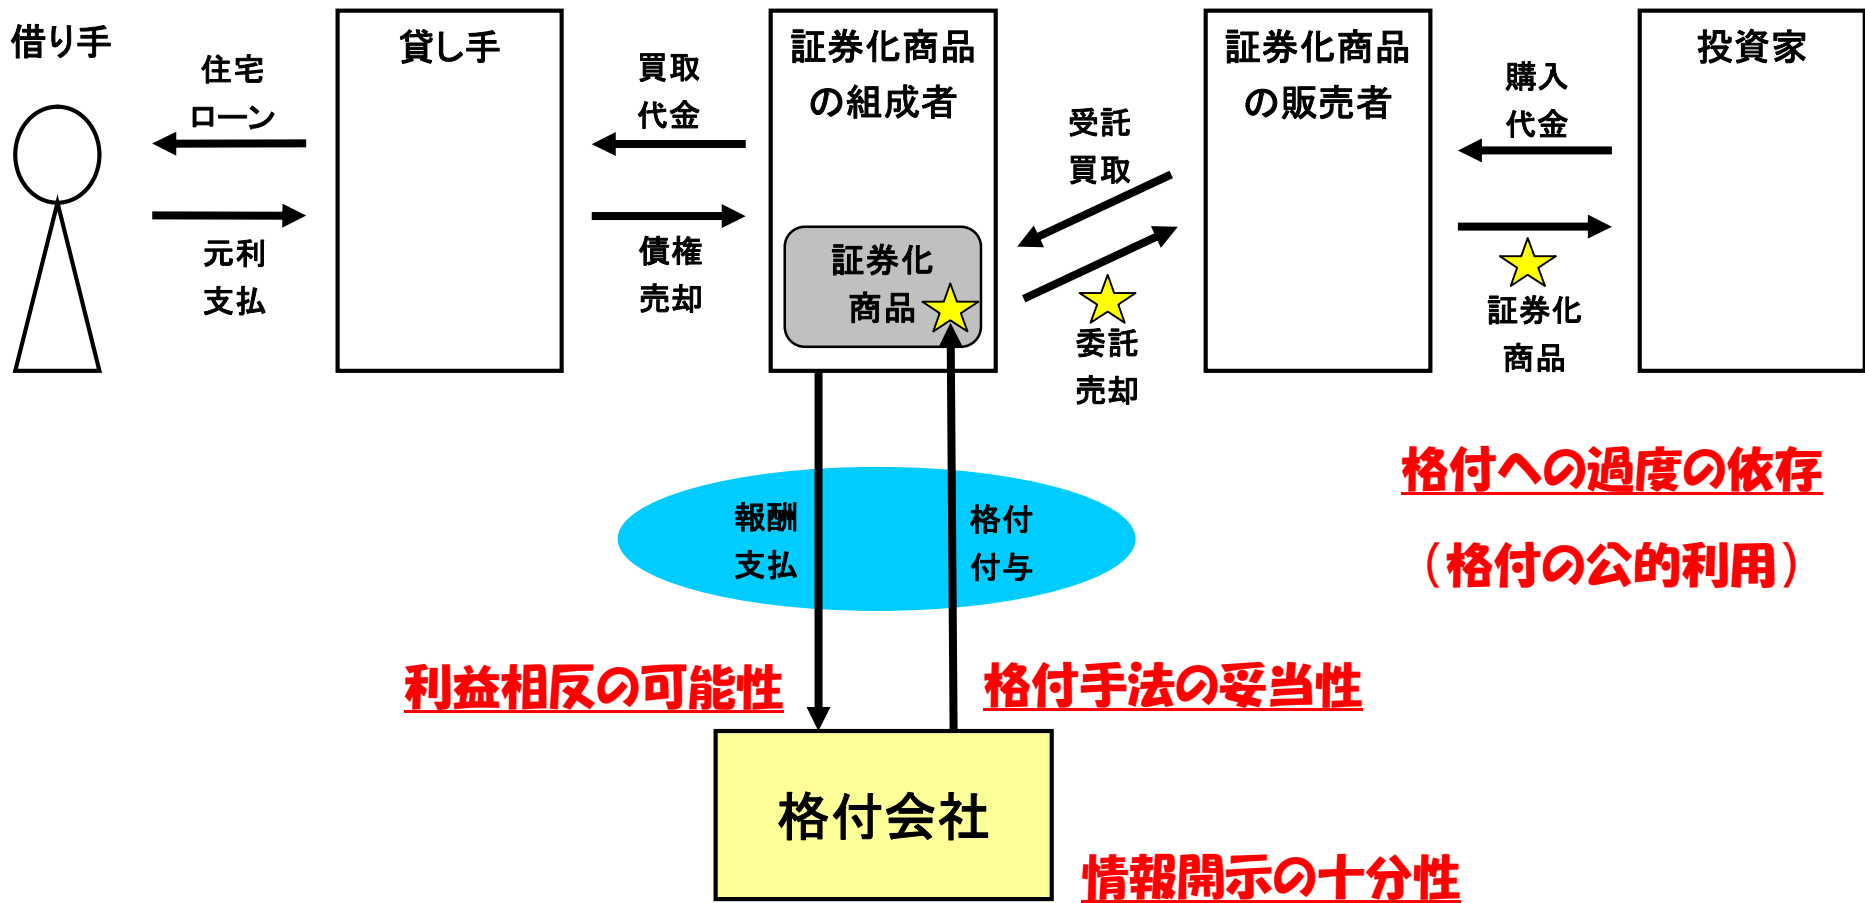 借り手
住宅
ローン
元利
支払
貸し手
買取
代金
債権
売却
証券化商品
の組成者
証券化
商品
受託
買取
委託
売却
証券化商品
の販売者
購入
代金
証券化
商品
投資家
格付への過度の依存
（格付の公的利用）
報酬
支払
格付
付与
利益相反の可能性
格付手法の妥当性
格付会社
情報開示の十分性